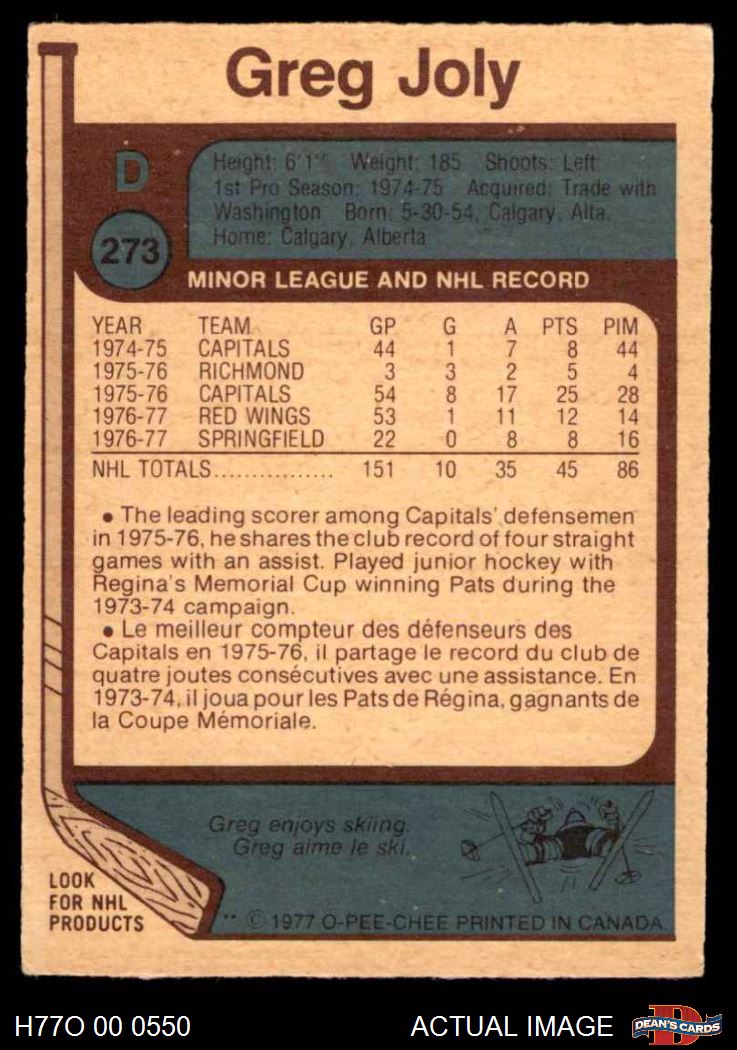 Greg Joly
D
273
Height: 6'1" Weight: 185 Shoots: Left
1st Pro Season: 1974-75 Acquired: Trade with
Washington Born: 5-30-54, Calgary, Alta.
Home: Calgary, Alberta
MINOR LEAGUE AND NHL RECORD
YEAR TEAM GP G A PTS PIM
1974-75 CAPITALS 44 1 7 8 44
1975-76 RICHMOND 3 3 2 5 4
1975-76 CAPITALS 54 8 17 25 28
1976-77 RED WINGS 53 1 11 12 14
1976-77 SPRINGFIELD 22 0 8 8 16
NHL TOTALS................ 151 10 35 45 86
• The leading scorer among Capitals' defensemen
in 1975-76, he shares the club record of four straight
games with an assist. Played junior hockey with
Regina's Memorial Cup winning Pats during the
1973-74 campaign.
• Le meilleur compteur des défenseurs des
Capitals en 1975-76, il partage le record du club de
quatre joutes consécutives avec une assistance. En
1973-74, il joua pour les Pats de Régina, gagnants de
la Coupe Mémoriale.
Greg enjoys skiing.
Greg aime le ski.
LOOK
FOR NHL
PRODUCTS
** © 1977 O-PEE-CHEE PRINTED IN CANADA.
H77O 00 0550 ACTUAL IMAGE D DEAN'S CARDS